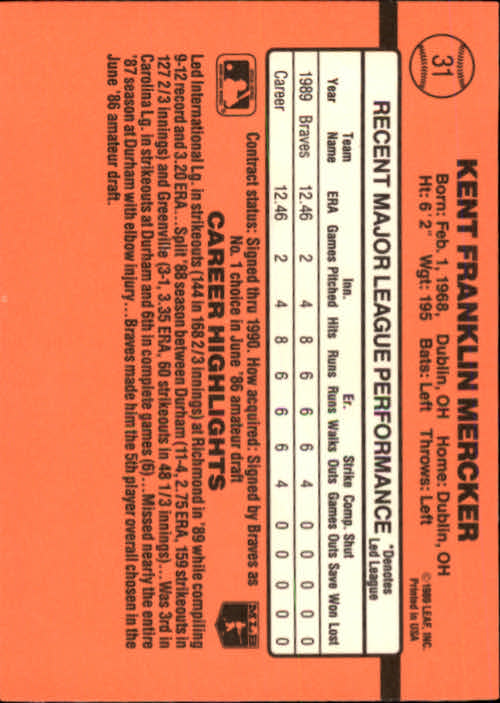 31
KENT FRANKLIN MERCKER
Born: Feb. 1, 1968, Dublin, OH Home: Dublin, OH
Ht: 6'2" Wgt: 195 Bats: Left Throws: Left
© 1989 LEAF, INC.
Printed in USA
RECENT MAJOR LEAGUE PERFORMANCE
*Denotes
Led League
Team Inn. Er. Strike Comp. Shut
Year Name ERA Games Pitched Hits Runs Runs Walks Outs Games Outs Save Won Lost
1989 Braves 12.46 2 4 8 6 6 6 4 0 0 0 0 0
Career 12.46 2 4 8 6 6 6 4 0 0 0 0 0
Contract status: Signed thru 1990. How acquired: Signed by Braves as
No. 1 choice in June '86 amateur draft
MLB
CAREER HIGHLIGHTS
Led International Lg. in strikeouts (144 in 168 2/3 innings) at Richmond in '89 while compiling
9-12 record and 3.20 ERA...Split '88 season between Durham (11-4, 2.75 ERA, 159 strikeouts in
127 2/3 innings) and Greenville (3-1, 3.35 ERA, 60 strikeouts in 48 1/3 innings)...Was 3rd in
Carolina Lg. in strikeouts at Durham and 6th in complete games (6)...Missed nearly the entire
'87 season at Durham with elbow injury...Braves made him the 5th player overall chosen in the
June '86 amateur draft.